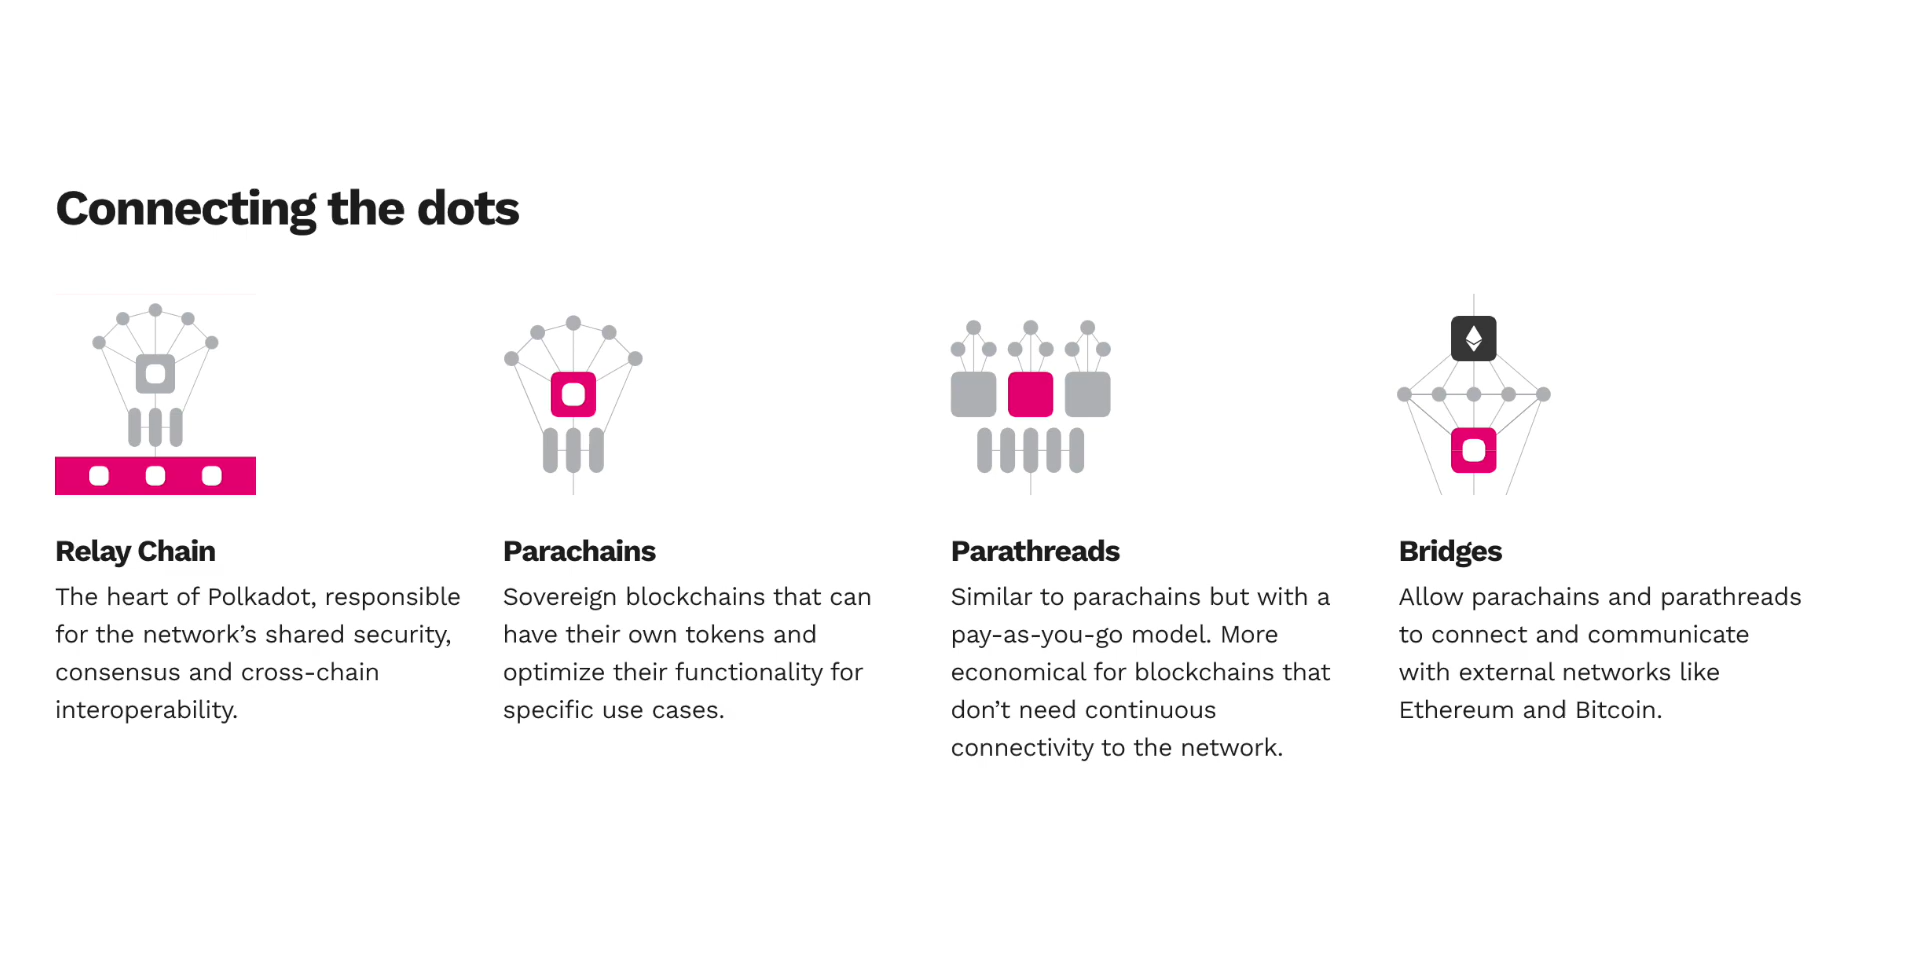 Connecting the dots
Relay Chain
The heart of Polkadot, responsible
for the network’s shared security,
consensus and cross-chain
interoperability.
Parachains
Sovereign blockchains that can
have their own tokens and
optimize their functionality for
specific use cases.
Parathreads
Similar to parachains but with a
pay-as-you-go model. More
economical for blockchains that
don’t need continuous
connectivity to the network.
Bridges
Allow parachains and parathreads
to connect and communicate
with external networks like
Ethereum and Bitcoin.